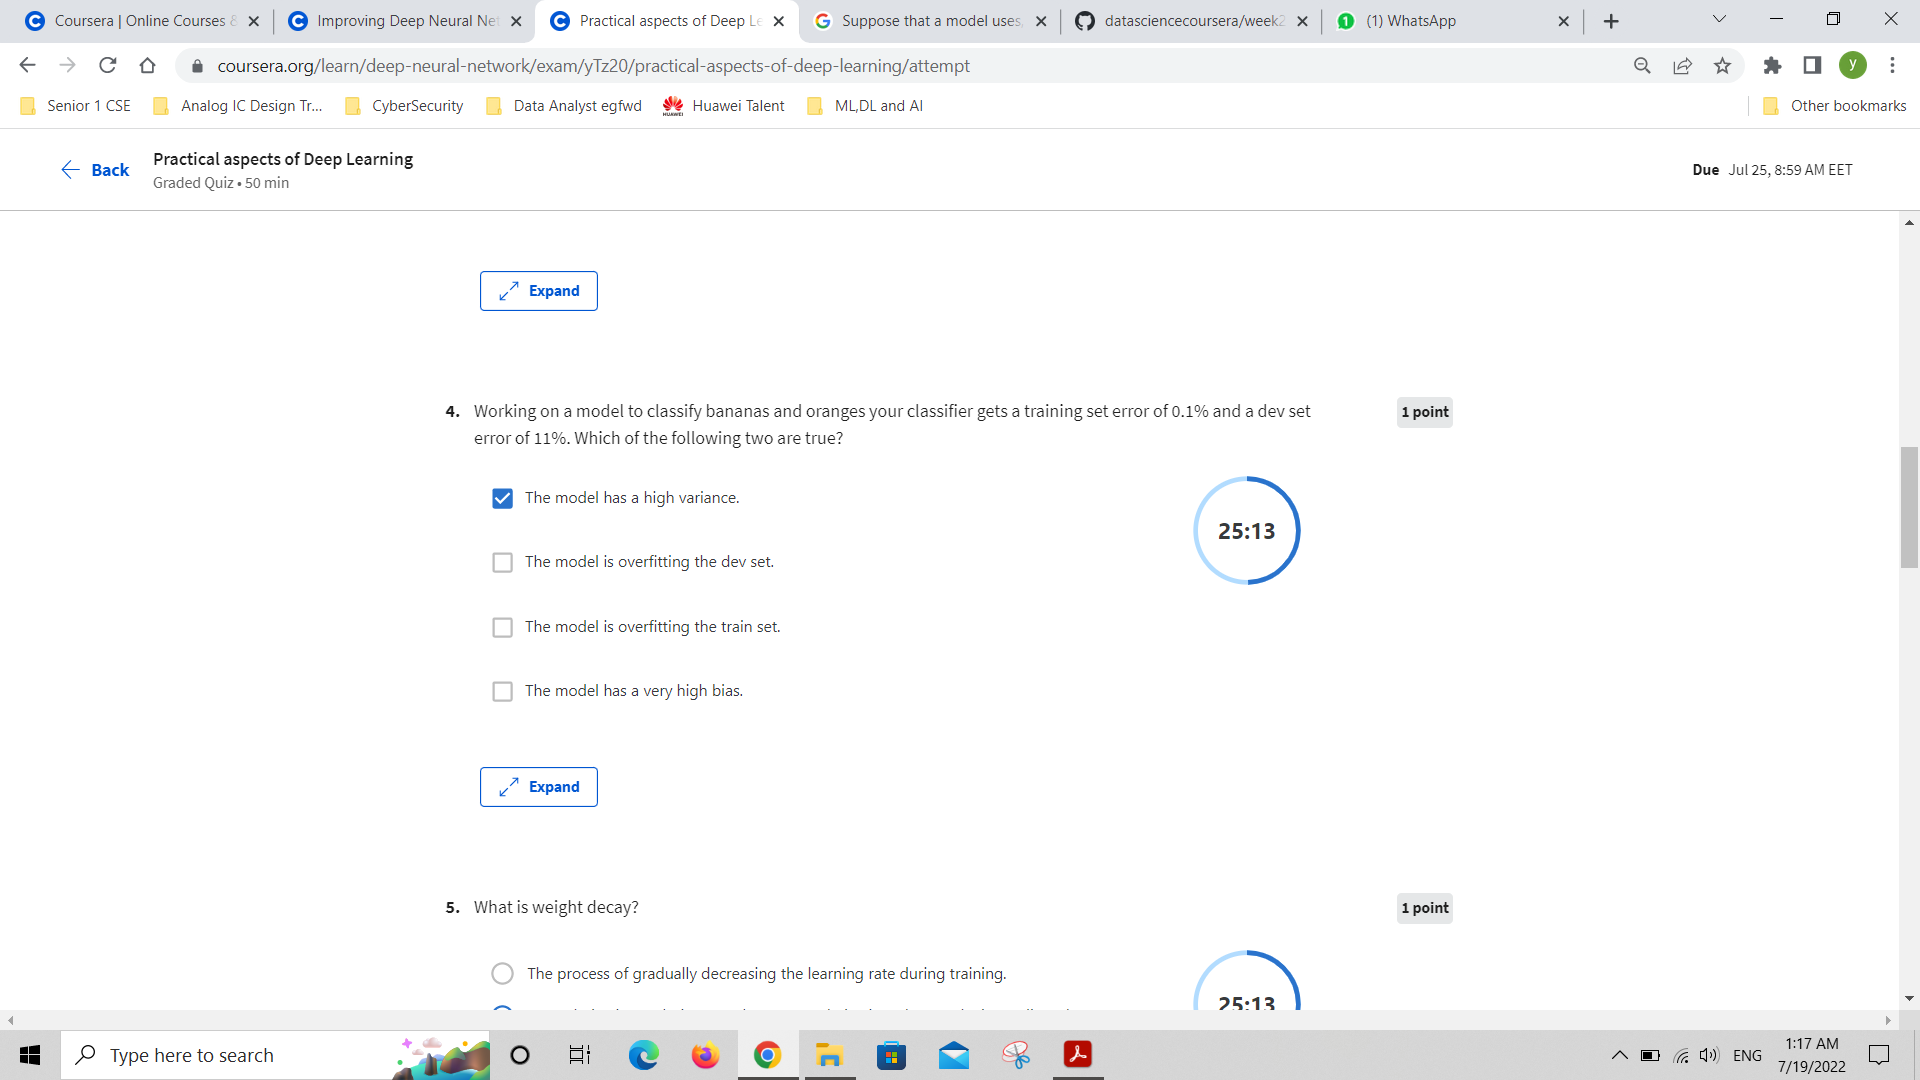 Coursera | Online Courses &
Improving Deep Neural Net
Practical aspects of Deep Le
Suppose that a model uses,
datasciencecoursera/week2
(1) WhatsApp
coursera.org/learn/deep-neural-network/exam/yTz20/practical-aspects-of-deep-learning/attempt
y
Senior 1 CSE
Analog IC Design Tr...
CyberSecurity
Data Analyst egfwd
HUAWEI
Huawei Talent
ML,DL and AI
Other bookmarks
Back
Practical aspects of Deep Learning
Graded Quiz • 50 min
Due Jul 25, 8:59 AM EET
Expand
4. Working on a model to classify bananas and oranges your classifier gets a training set error of 0.1% and a dev set
error of 11%. Which of the following two are true?
1 point
The model has a high variance.
25:13
The model is overfitting the dev set.
The model is overfitting the train set.
The model has a very high bias.
Expand
5. What is weight decay?
1 point
The process of gradually decreasing the learning rate during training.
25:13
Type here to search
ENG
1:17 AM
7/19/2022